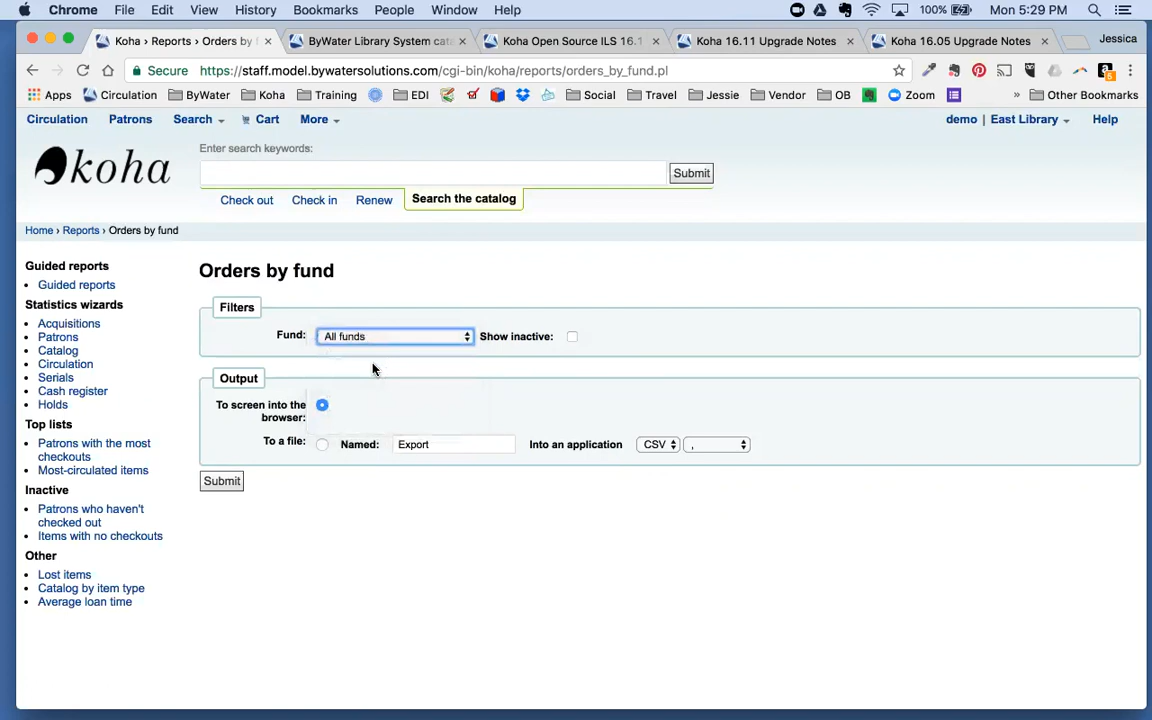 Chrome File Edit View History Bookmarks People Window Help 100% Mon 5:29 PM
Koha › Reports › Orders by f × ByWater Library System cat × Koha Open Source ILS 16.1 × Koha 16.11 Upgrade Notes × Koha 16.05 Upgrade Notes × Jessica
Secure https://staff.model.bywatersolutions.com/cgi-bin/koha/reports/orders_by_fund.pl
Apps Circulation ByWater Koha Training EDI Social Travel Jessie Vendor OB Zoom » Other Bookmarks
Circulation Patrons Search Cart More demo | East Library Help
koha
Enter search keywords:
Submit
Check out Check in Renew Search the catalog
Home › Reports › Orders by fund
Guided reports
• Guided reports
Statistics wizards
• Acquisitions
• Patrons
• Catalog
• Circulation
• Serials
• Cash register
• Holds
Top lists
• Patrons with the most
checkouts
• Most-circulated items
Inactive
• Patrons who haven't
checked out
• Items with no checkouts
Other
• Lost items
• Catalog by item type
• Average loan time
Orders by fund
Filters
Fund: All funds Show inactive:
Output
To screen into the
browser:
To a file: Named: Export Into an application CSV ,
Submit